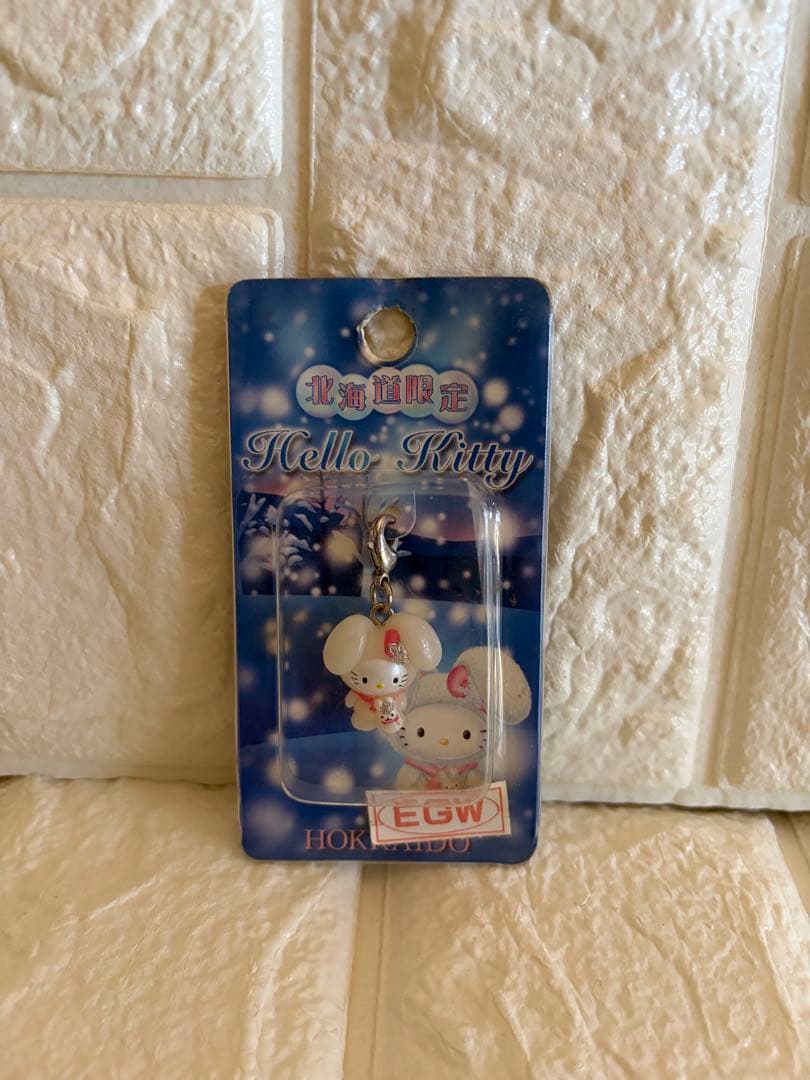 北海道限定
Hello Kitty
EGW
HOKKAIDO